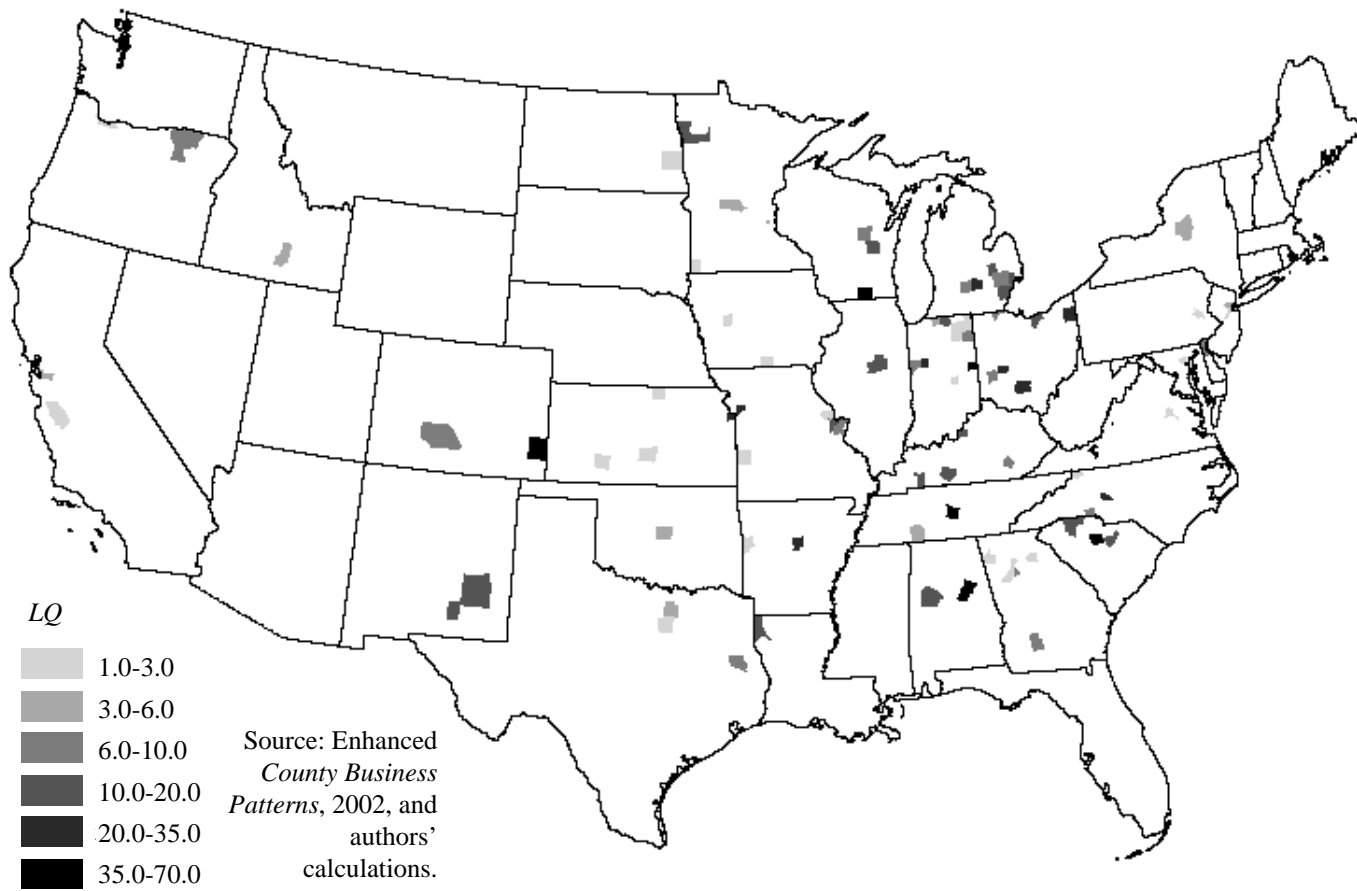 LQ
1.0-3.0
3.0-6.0
6.0-10.0
10.0-20.0
20.0-35.0
35.0-70.0
Source: Enhanced
County Business
Patterns, 2002, and
authors’
calculations.